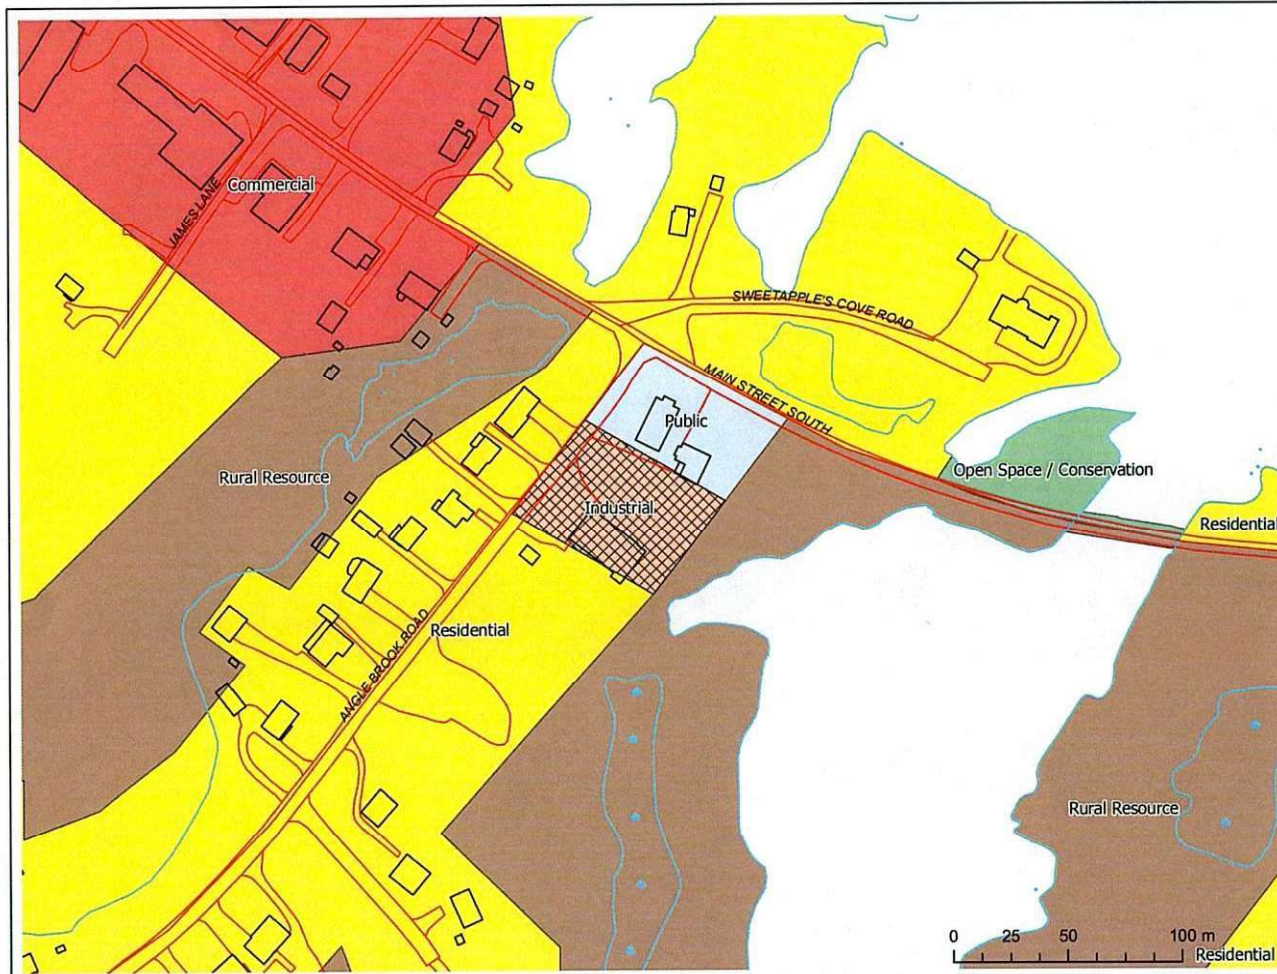 Commercial
JAMES LANE
SWEETAPPLE'S COVE ROAD
MAIN STREET SOUTH
Public
Open Space / Conservation
Rural Resource
Industrial
Residential
Residential
ANGLE BROOK ROAD
Rural Resource
0 25 50 100 m
Residential